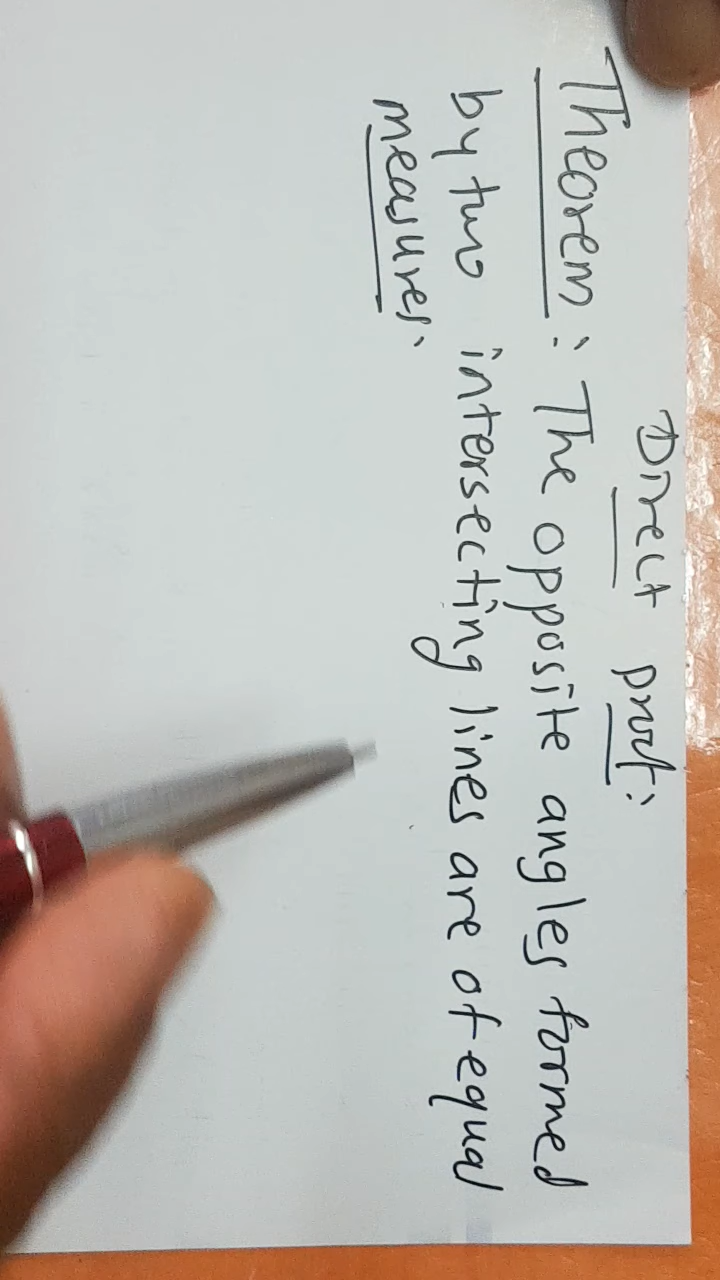 Direct proof:
Theorem: The opposite angles formed
by two intersecting lines are of equal
measures.